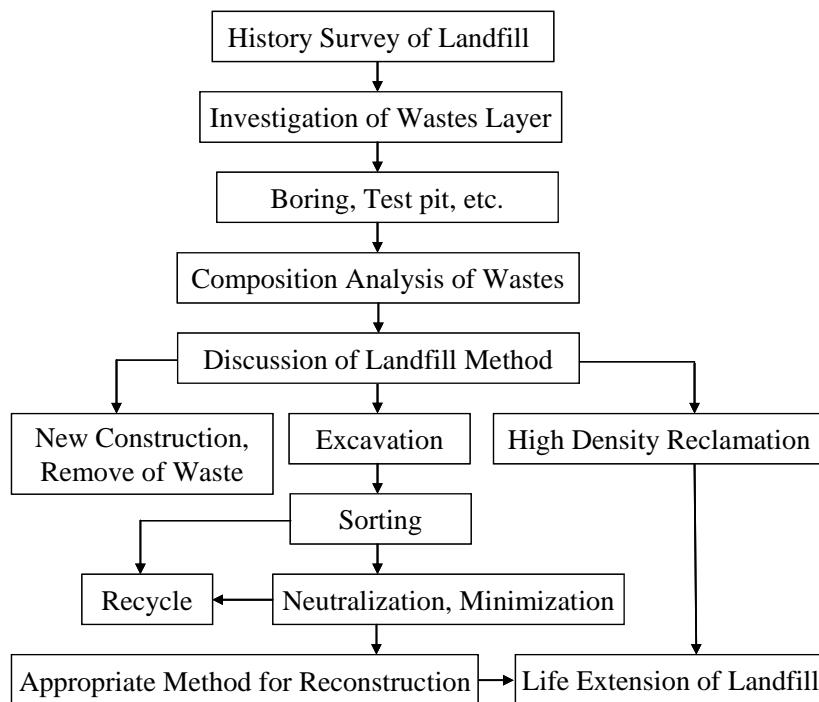 History Survey of Landfill
Investigation of Wastes Layer
Boring, Test pit, etc.
Composition Analysis of Wastes
Discussion of Landfill Method
New Construction,
Remove of Waste
Excavation
High Density Reclamation
Sorting
Recycle
Neutralization, Minimization
Appropriate Method for Reconstruction
Life Extension of Landfill